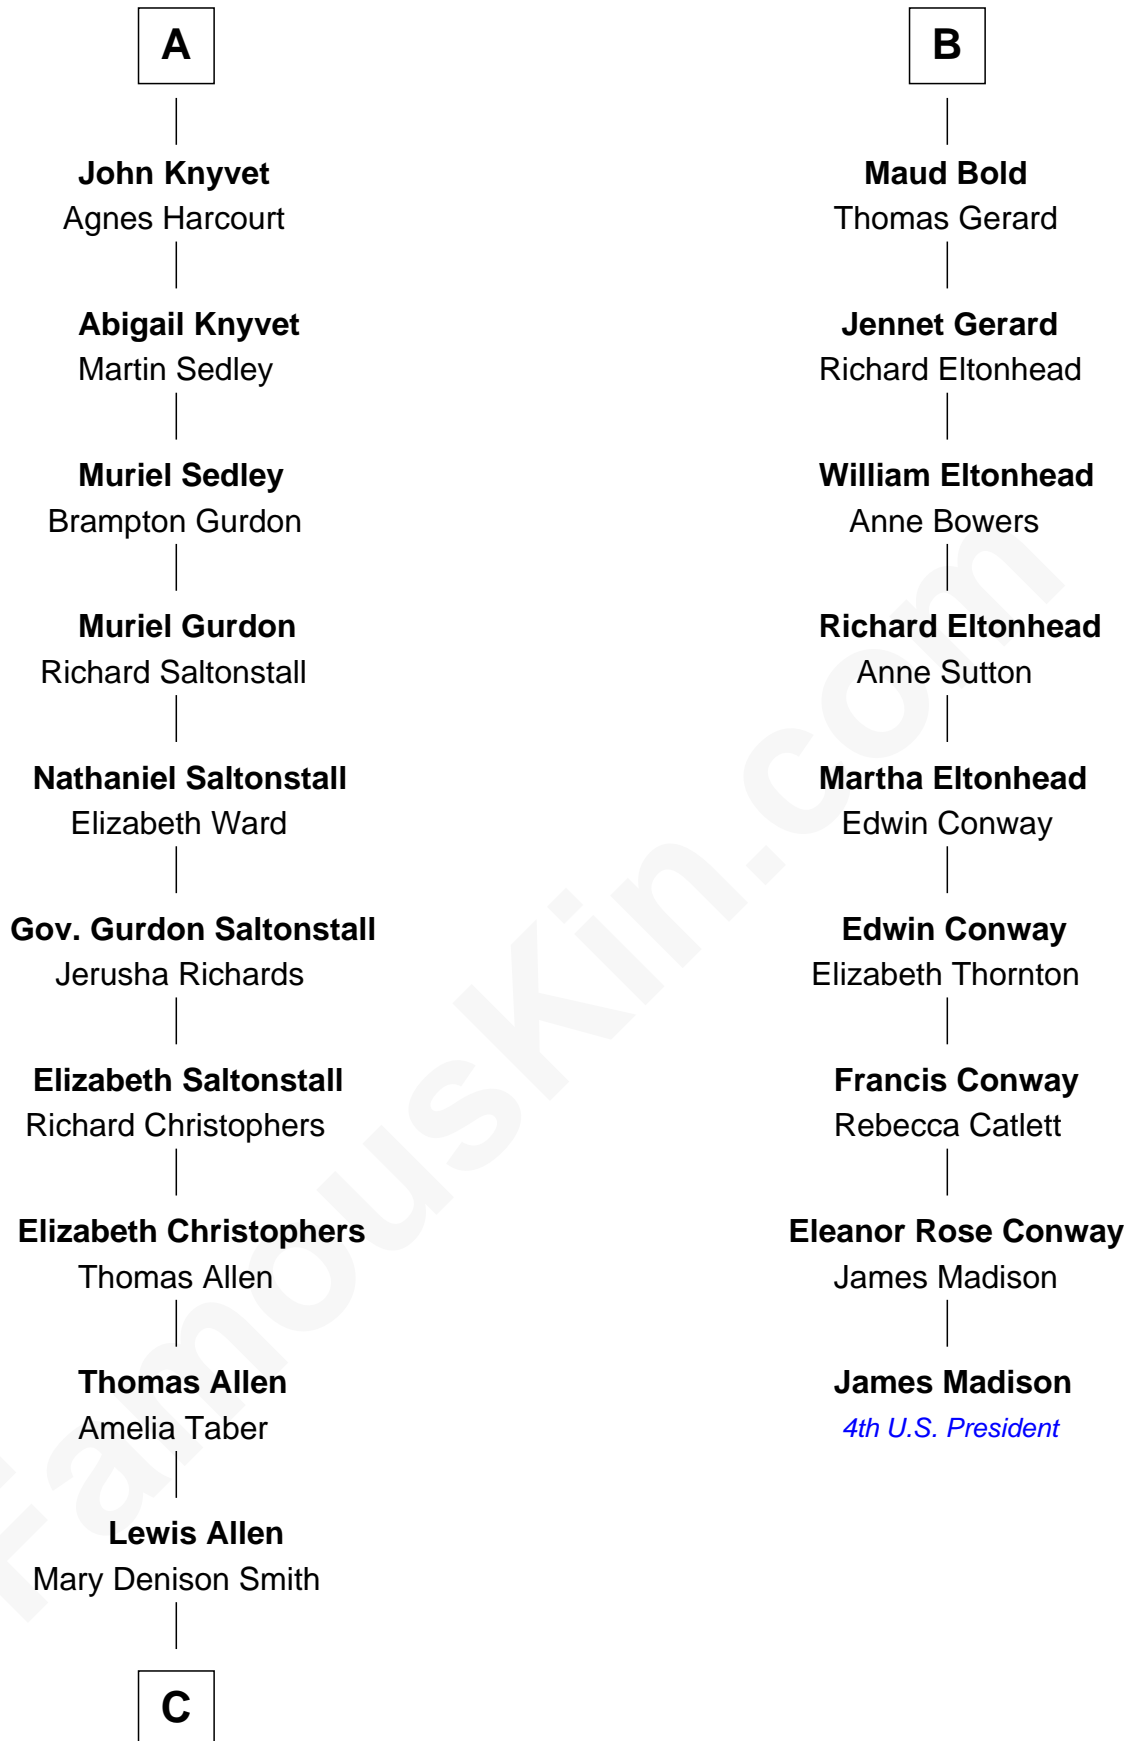 A
John Knyvet
Agnes Harcourt
Abigail Knyvet
Martin Sedley
Muriel Sedley
Brampton Gurdon
Muriel Gurdon
Richard Saltonstall
Nathaniel Saltonstall
Elizabeth Ward
Gov. Gurdon Saltonstall
Jerusha Richards
Elizabeth Saltonstall
Richard Christophers
Elizabeth Christophers
Thomas Allen
Thomas Allen
Amelia Taber
Lewis Allen
Mary Denison Smith
C
B
Maud Bold
Thomas Gerard
Jennet Gerard
Richard Eltonhead
William Eltonhead
Anne Bowers
Richard Eltonhead
Anne Sutton
Martha Eltonhead
Edwin Conway
Edwin Conway
Elizabeth Thornton
Francis Conway
Rebecca Catlett
Eleanor Rose Conway
James Madison
James Madison
4th U.S. President
FamousKin.com